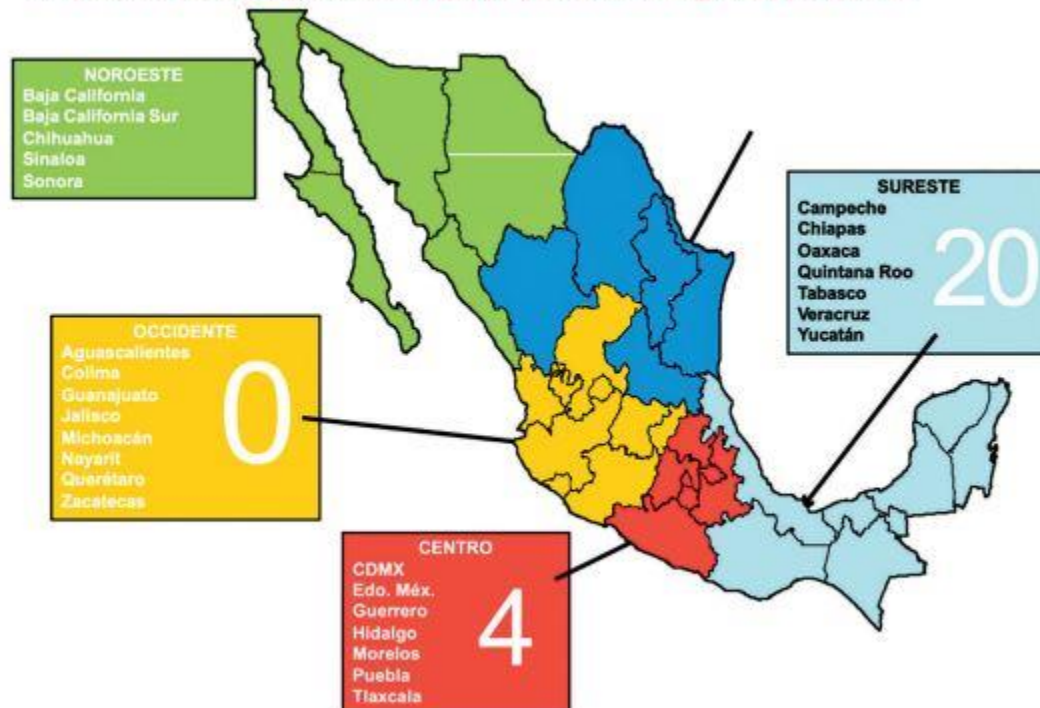 NOROESTE
Baja California
Baja California Sur
Chihuahua
Sinaloa
Sonora
SURESTE
Campeche
Chiapas
Oaxaca
Quintana Roo
Tabasco
Veracruz
Yucatán
20
OCCIDENTE
Aguascalientes
Colima
Guanajuato
Jalisco
Michoacán
Nayarit
Querétaro
Zacatecas
0
CENTRO
CDMX
Edo. Méx.
Guerrero
Hidalgo
Morelos
Puebla
Tlaxcala
4